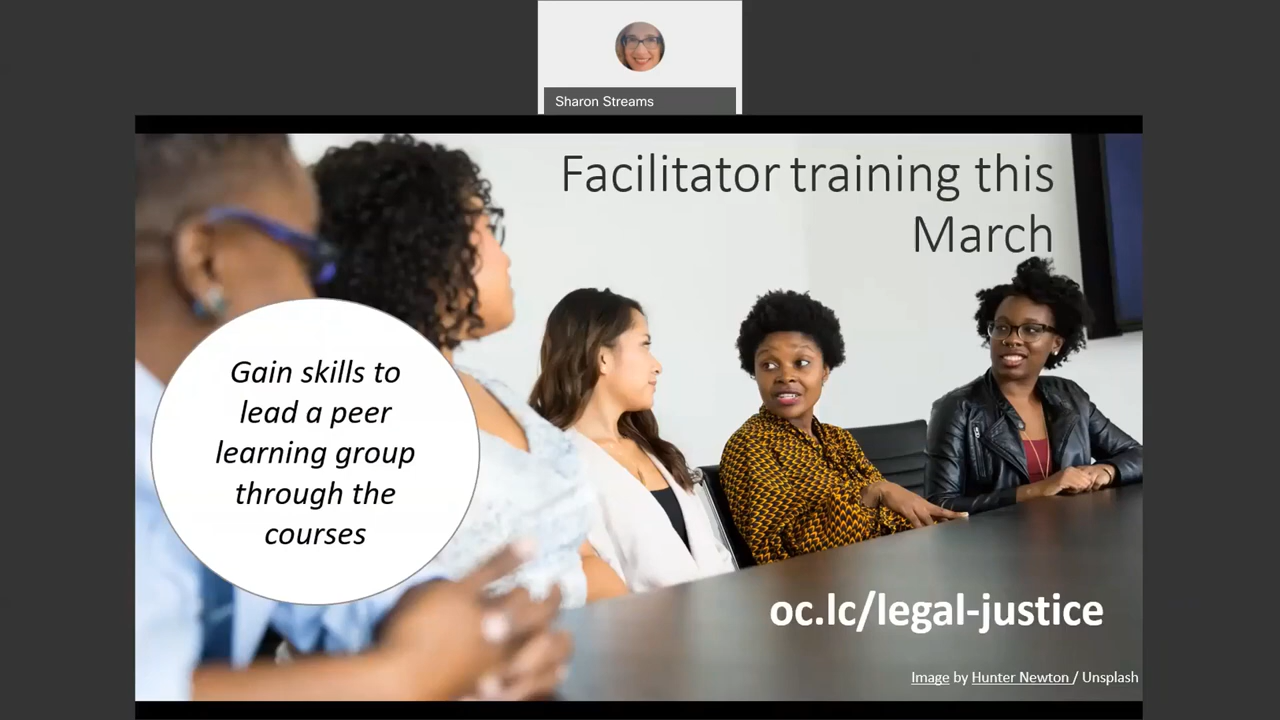 Sharon Streams
Facilitator training this
March
Gain skills to
lead a peer
learning group
through the
courses
oc.lc/legal-justice
Image by Hunter Newton / Unsplash